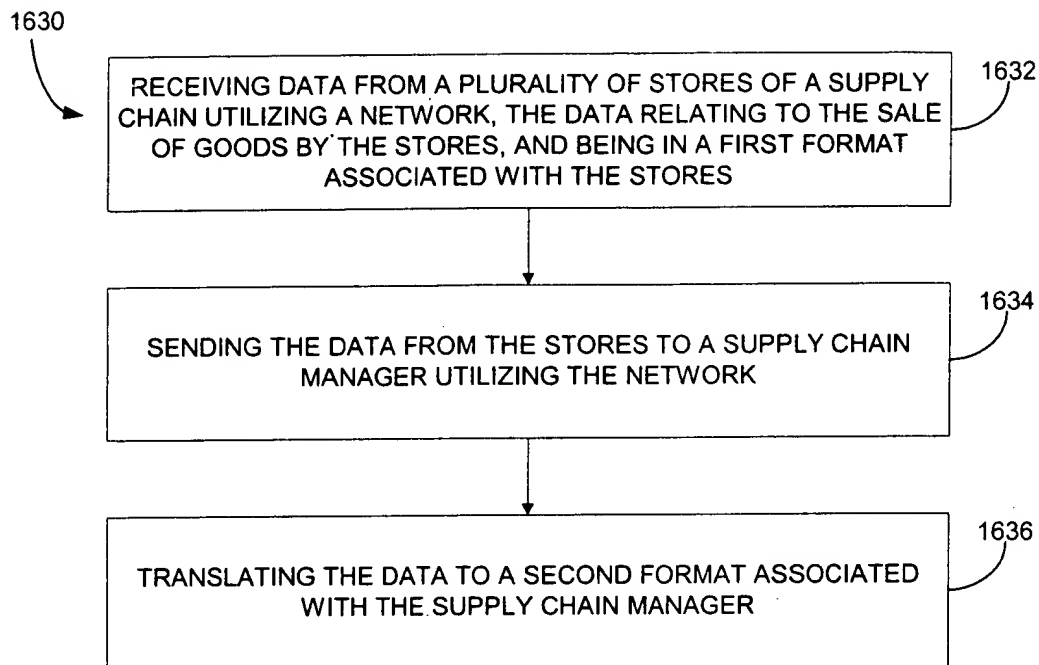 1630
RECEIVING DATA FROM A PLURALITY OF STORES OF A SUPPLY
CHAIN UTILIZING A NETWORK, THE DATA RELATING TO THE SALE
OF GOODS BY THE STORES, AND BEING IN A FIRST FORMAT
ASSOCIATED WITH THE STORES
1632
SENDING THE DATA FROM THE STORES TO A SUPPLY CHAIN
MANAGER UTILIZING THE NETWORK
1634
TRANSLATING THE DATA TO A SECOND FORMAT ASSOCIATED
WITH THE SUPPLY CHAIN MANAGER
1636